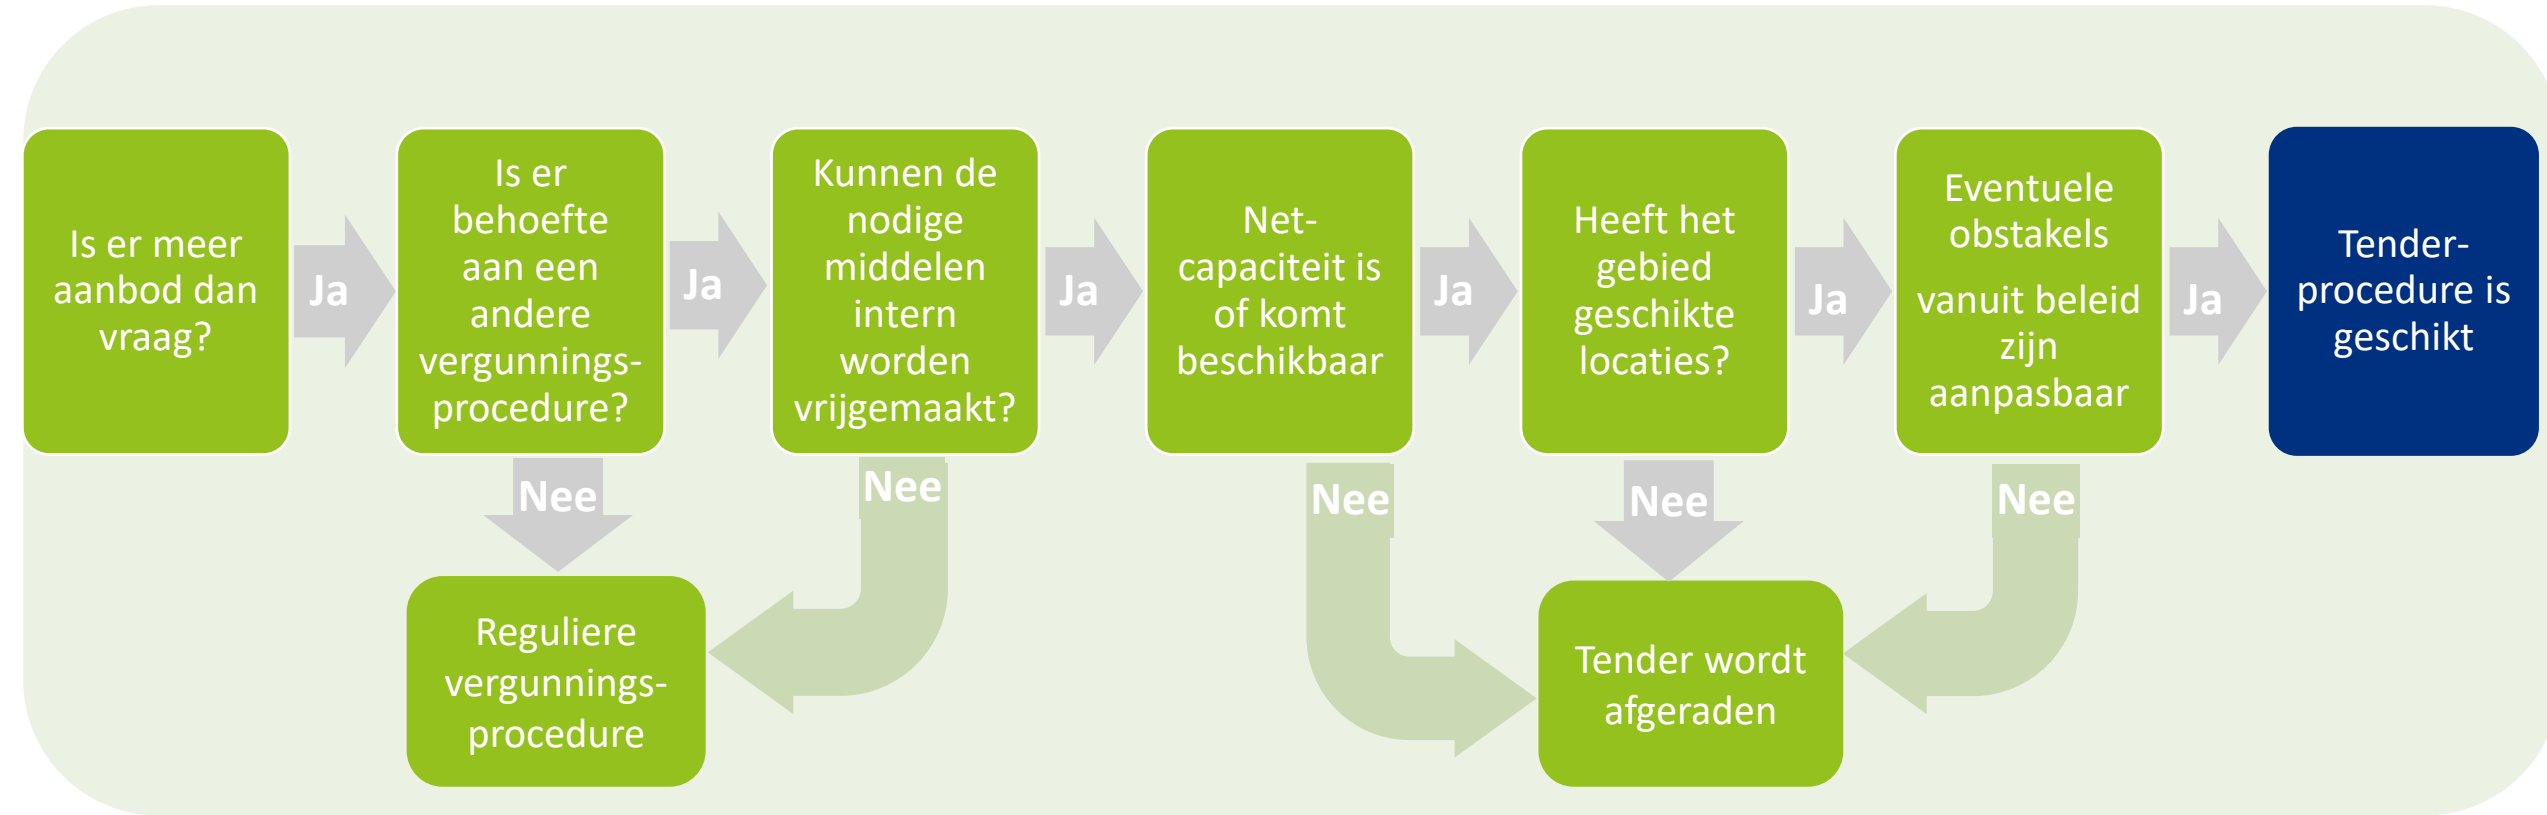 Is er meer
aanbod dan
vraag?
Ja
Is er
behoefte
aan een
andere
vergunnings-
procedure?
Ja
Kunnen de
nodige
middelen
intern
worden
vrijgemaakt?
Ja
Net-
capaciteit is
of komt
beschikbaar
Ja
Heeft het
gebied
geschikte
locaties?
Ja
Eventuele
obstakels
vanuit beleid
zijn
aanpasbaar
Ja
Tender-
procedure is
geschikt
Nee
Nee
Nee
Nee
Nee
Reguliere
vergunnings-
procedure
Tender wordt
afgeraden